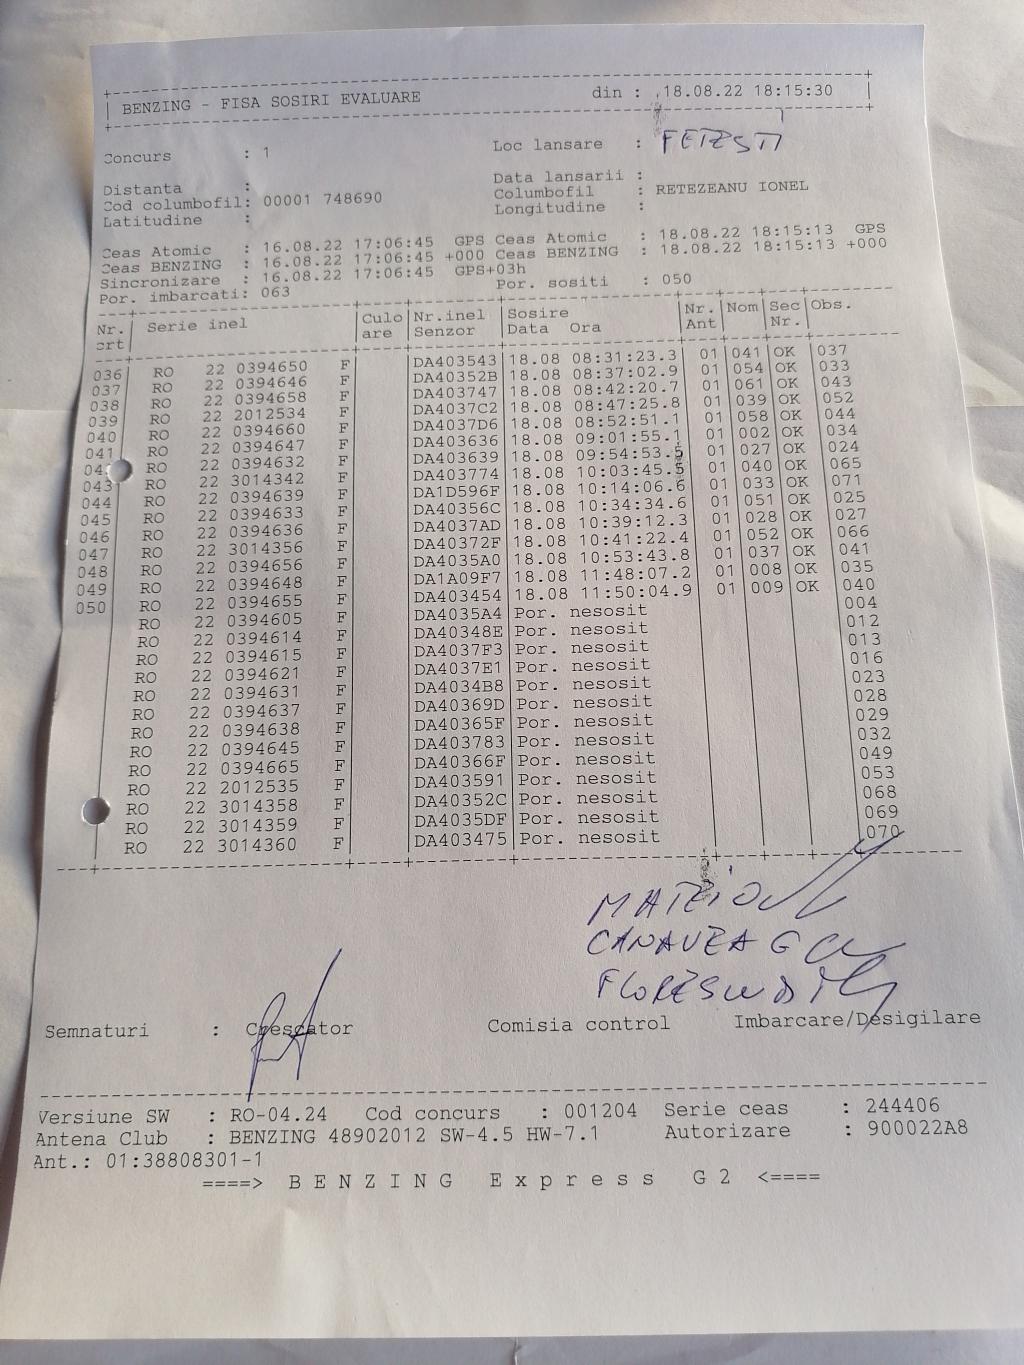 BENZING - FISA SOSIRI EVALUARE din : 18.08.22 18:15:30
Concurs : 1 Loc lansare : FETESTI
Distanta : Data lansarii :
Cod columbofil: 00001 748690 Columbofil : RETEZEANU IONEL
Latitudine : Longitudine :
Ceas Atomic : 16.08.22 17:06:45 GPS Ceas Atomic : 18.08.22 18:15:13 GPS
Ceas BENZING : 16.08.22 17:06:45 +000 Ceas BENZING : 18.08.22 18:15:13 +000
Sincronizare : 16.08.22 17:06:45 GPS+03h
Por. imbarcati: 063 Por. sositi : 050
Nr. Serie inel Culo Nr.inel Sosire Nr. Nom Sec Obs.
crt are Senzor Data Ora Ant Nr.
036 RO 22 0394650 F DA403543 18.08 08:31:23.3 01 041 OK 037
037 RO 22 0394646 F DA40352B 18.08 08:37:02.9 01 054 OK 033
038 RO 22 0394658 F DA403747 18.08 08:42:20.7 01 061 OK 043
039 RO 22 2012534 F DA4037C2 18.08 08:47:25.8 01 039 OK 052
040 RO 22 0394660 F DA4037D6 18.08 08:52:51.1 01 058 OK 044
041 RO 22 0394647 F DA403636 18.08 09:01:55.1 01 002 OK 034
04 RO 22 0394632 F DA403639 18.08 09:54:53.5 01 027 OK 024
043 RO 22 3014342 F DA403774 18.08 10:03:45.5 01 040 OK 065
044 RO 22 0394639 F DA1D596F 18.08 10:14:06.6 01 033 OK 071
045 RO 22 0394633 F DA40356C 18.08 10:34:34.6 01 051 OK 025
046 RO 22 0394636 F DA4037AD 18.08 10:39:12.3 01 028 OK 027
047 RO 22 3014356 F DA40372F 18.08 10:41:22.4 01 052 OK 066
048 RO 22 0394656 F DA4035A0 18.08 10:53:43.8 01 037 OK 041
049 RO 22 0394648 F DA1A09F7 18.08 11:48:07.2 01 008 OK 035
050 RO 22 0394655 F DA403454 18.08 11:50:04.9 01 009 OK 040
RO 22 0394605 F DA4035A4 Por. nesosit 004
RO 22 0394614 F DA40348E Por. nesosit 012
RO 22 0394615 F DA4037F3 Por. nesosit 013
RO 22 0394621 F DA4037E1 Por. nesosit 016
RO 22 0394631 F DA4034B8 Por. nesosit 023
RO 22 0394637 F DA40369D Por. nesosit 028
RO 22 0394638 F DA40365F Por. nesosit 029
RO 22 0394645 F DA403783 Por. nesosit 032
RO 22 0394665 F DA40366F Por. nesosit 049
RO 22 2012535 F DA403591 Por. nesosit 053
RO 22 3014358 F DA40352C Por. nesosit 068
RO 22 3014359 F DA4035DF Por. nesosit 069
RO 22 3014360 F DA403475 Por. nesosit 070
CANAVEA G
Semnaturi : Crescator Comisia control Imbarcare/Desigilare
Versiune SW : RO-04.24 Cod concurs : 001204 Serie ceas : 244406
Antena Club : BENZING 48902012 SW-4.5 HW-7.1 Autorizare : 900022A8
Ant.: 01:38808301-1
====> B E N Z I N G E x p r e s s G 2 <====